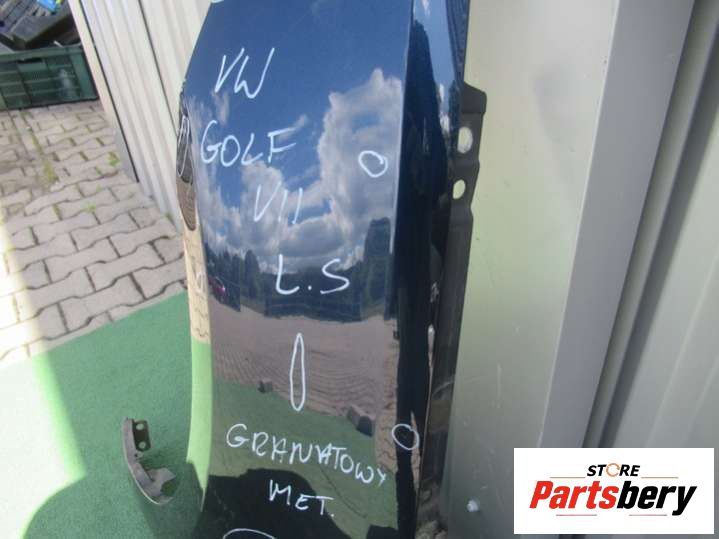 VW
GOLF
VII
L.S
GRANATOWY
MET.
STORE
Partsbery